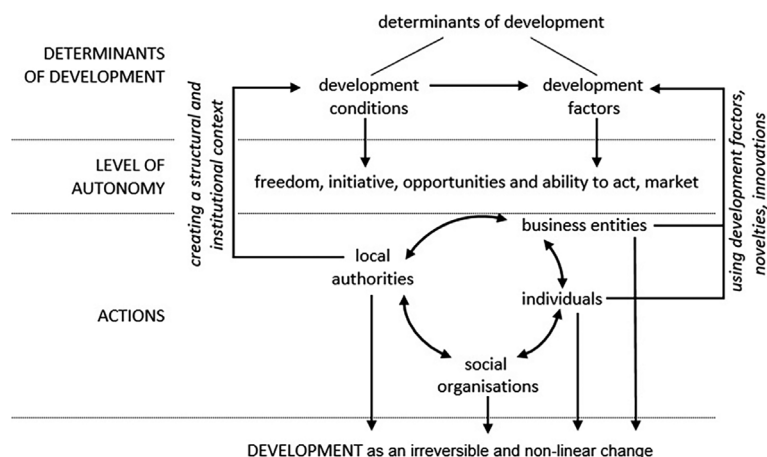 determinants of development
DETERMINANTS
OF DEVELOPMENT
development
conditions
development
factors
creating a structural and
institutional context
using development factors,
novelties, innovations
LEVEL OF
AUTONOMY
freedom, initiative, opportunities and ability to act, market
business entities
local
authorities
individuals
ACTIONS
social
organisations
DEVELOPMENT as an irreversible and non-linear change